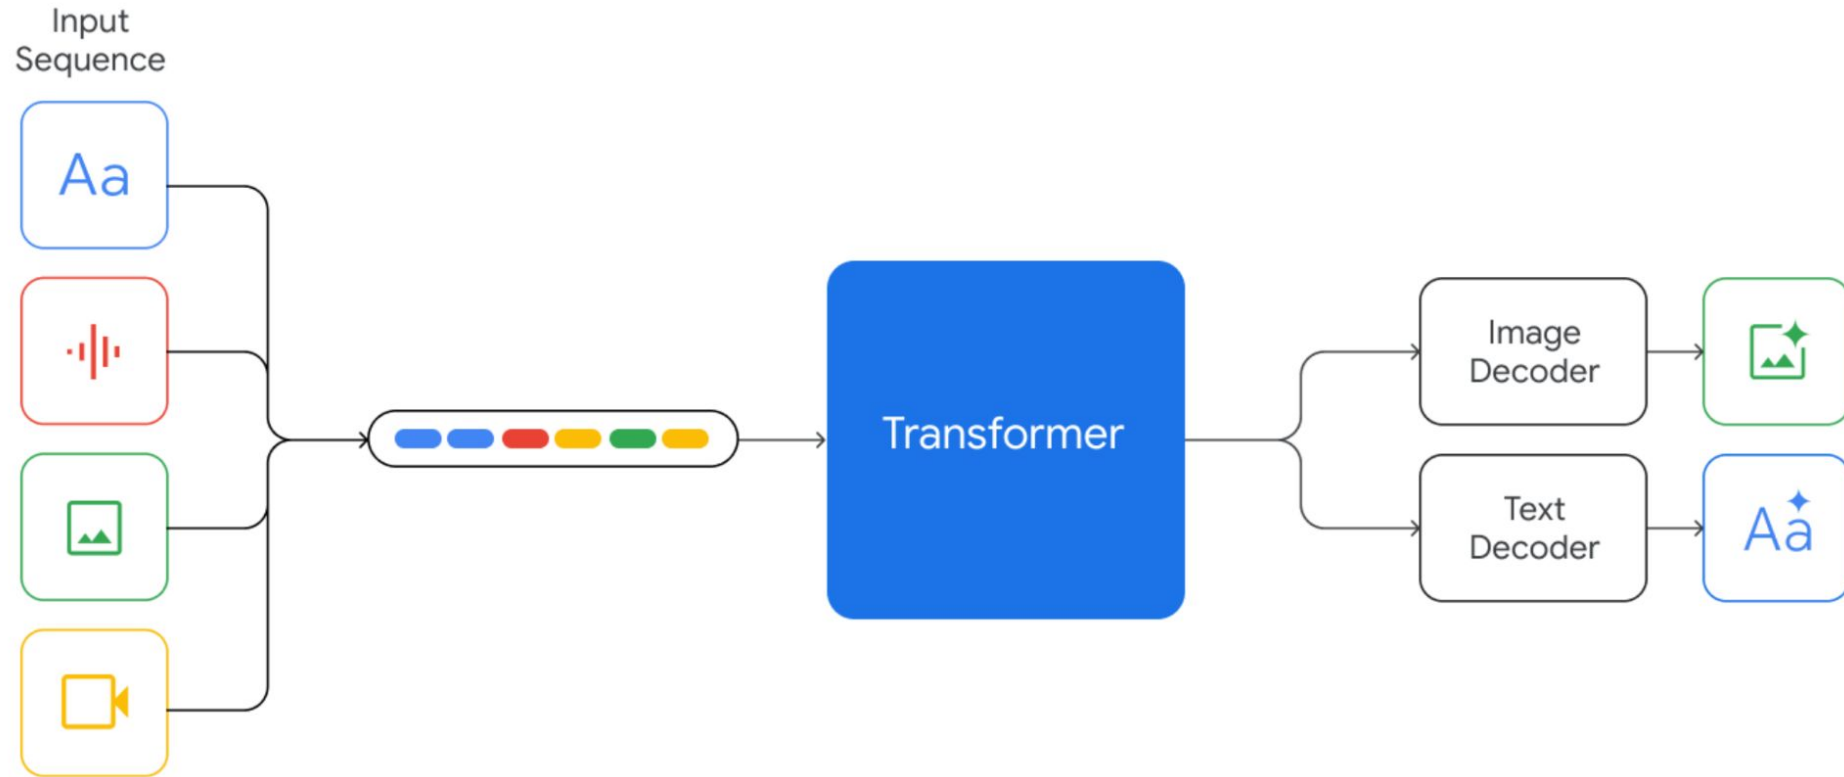 Input
Sequence
Aa
Transformer
Image
Decoder
Text
Decoder
Aa